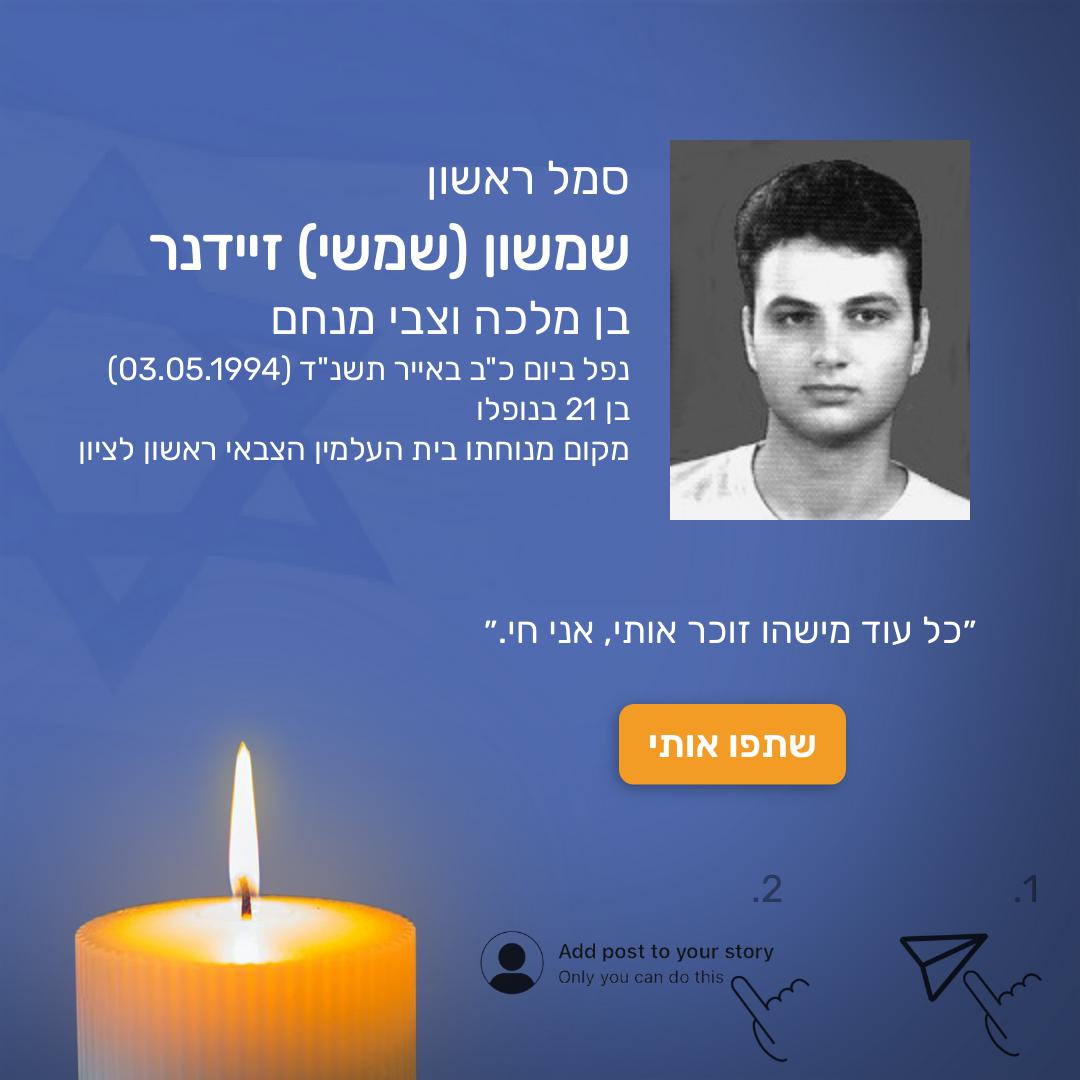 סמל ראשון
שמשון (שמשי) זיידנר
בן מלכה וצבי מנחם
נפל ביום כ"ב באייר תשנ"ד (03.05.1994)
בן 21 בנופלו
מקום מנוחתו בית העלמין הצבאי ראשון לציון
״כל עוד מישהו זוכר אותי, אני חי.״
שתפו אותי
1.
2.
Add post to your story
Only you can do this